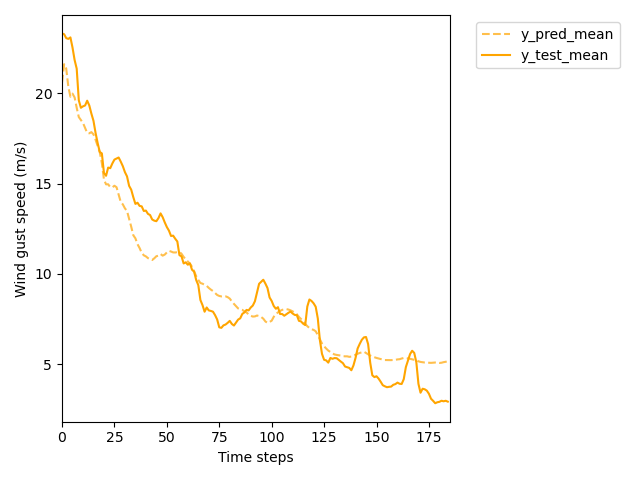 y_pred_mean
y_test_mean
Wind gust speed (m/s)
20
15
10
5
0 25 50 75 100 125 150 175
Time steps